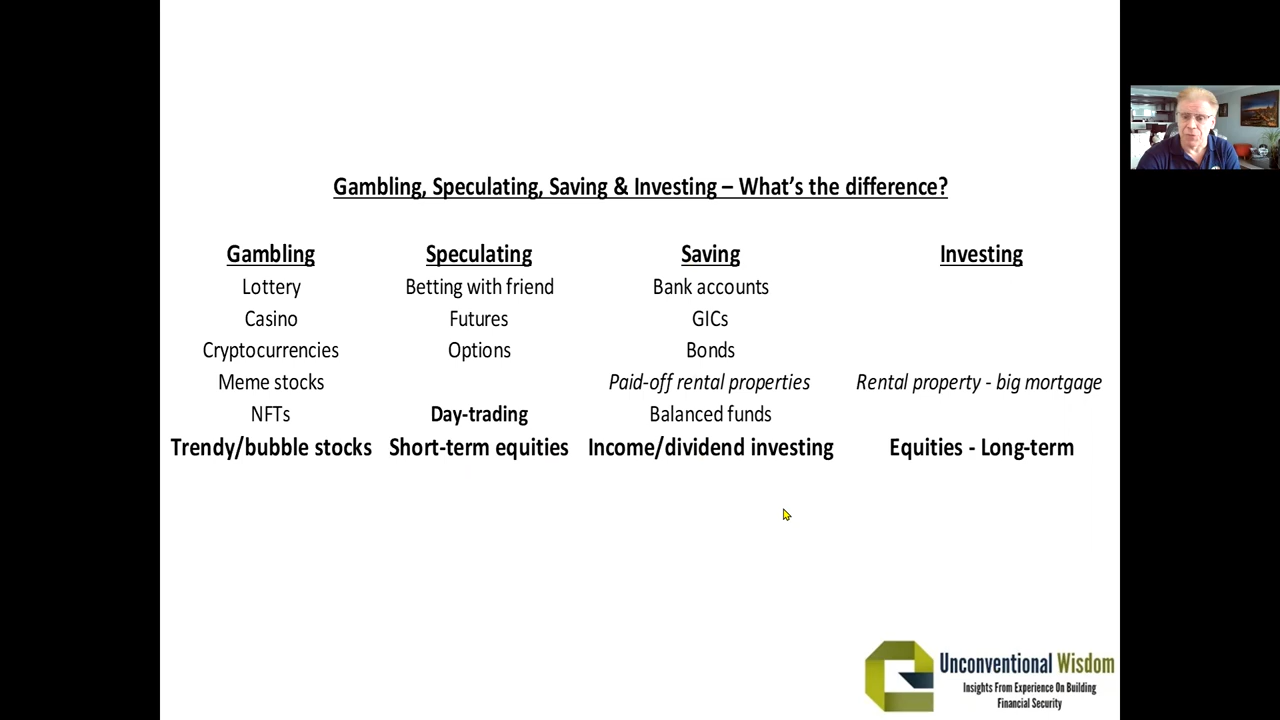 Gambling, Speculating, Saving & Investing – What's the difference?
Gambling Speculating Saving Investing
Lottery Betting with friend Bank accounts
Casino Futures GICs
Cryptocurrencies Options Bonds
Meme stocks Paid-off rental properties Rental property - big mortgage
NFTs Day-trading Balanced funds
Trendy/bubble stocks Short-term equities Income/dividend investing Equities - Long-term
Unconventional Wisdom
Insights From Experience On Building
Financial Security